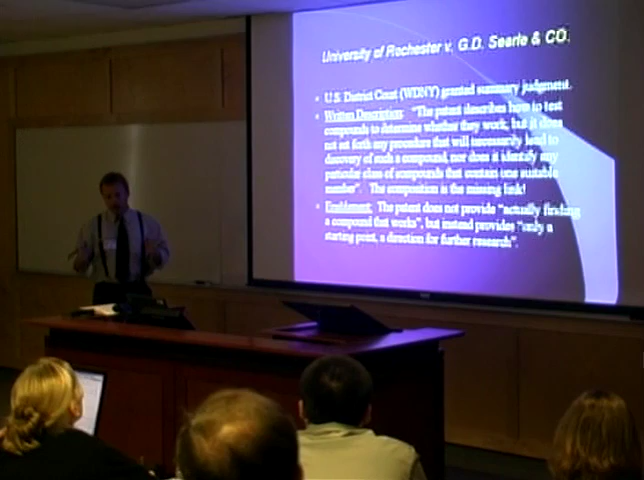 University of Rochester v. G.D. Searle & CO.
U.S. District Court (WDNY) granted summary judgment.
Written Description: "The patent describes how to test
compounds to determine whether they work, but it does
not set forth any procedure that will necessarily lead to
discovery of such a compound, nor does it identify any
particular class of compounds that contain one suitable
number". The composition is the missing link!
Enablement: The patent does not provide "actually finding
a compound that works", but instead provides "only a
starting point, a direction for further research".